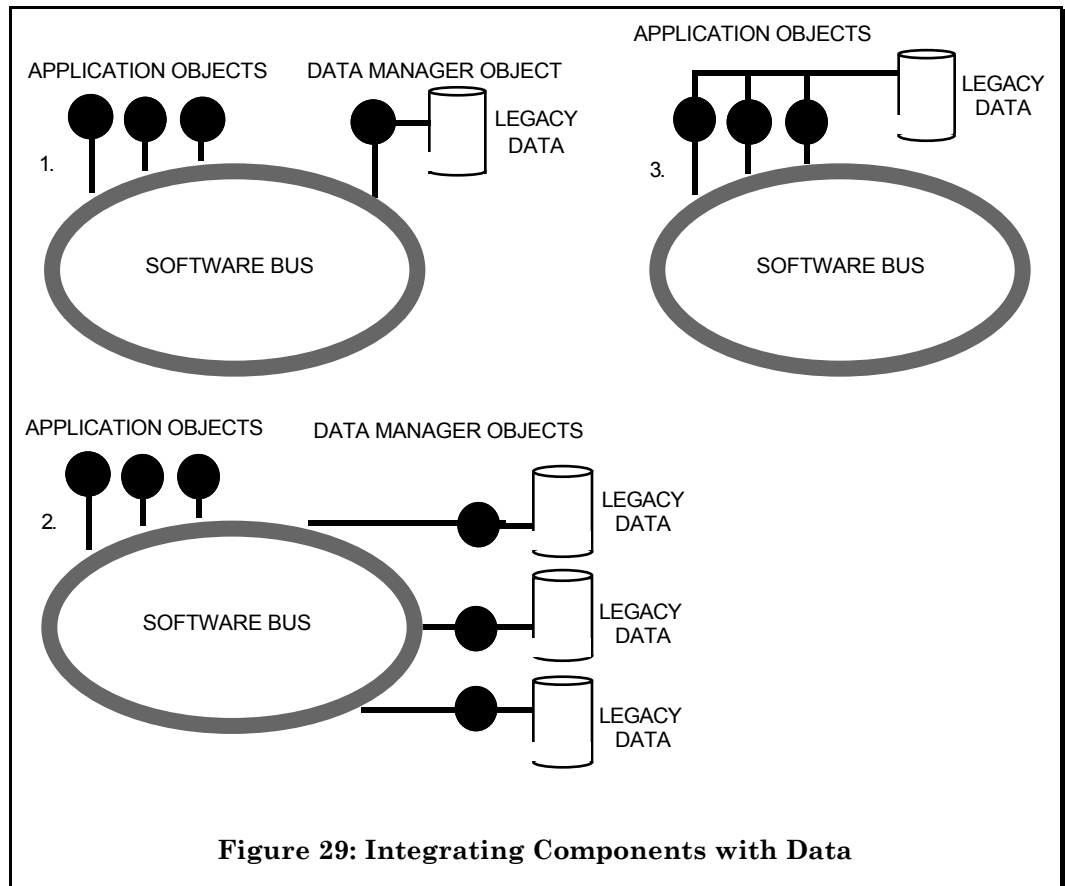 APPLICATION OBJECTS
DATA MANAGER OBJECT
LEGACY
DATA
1.
SOFTWARE BUS
APPLICATION OBJECTS
LEGACY
DATA
3.
SOFTWARE BUS
APPLICATION OBJECTS
DATA MANAGER OBJECTS
LEGACY
DATA
2.
SOFTWARE BUS
LEGACY
DATA
LEGACY
DATA
Figure 29: Integrating Components with Data